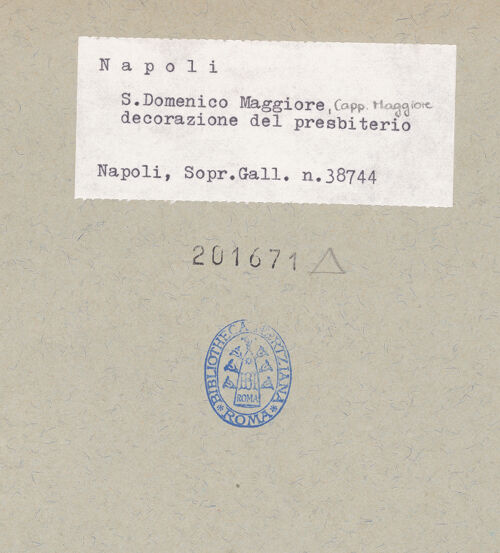 Napoli
S.Domenico Maggiore, Capp. Maggiore
decorazione del presbiterio
Napoli, Sopr.Gall. n.38744
201671
BIBLIOTHECA HERTZIANA
ROMA
* ROMA *